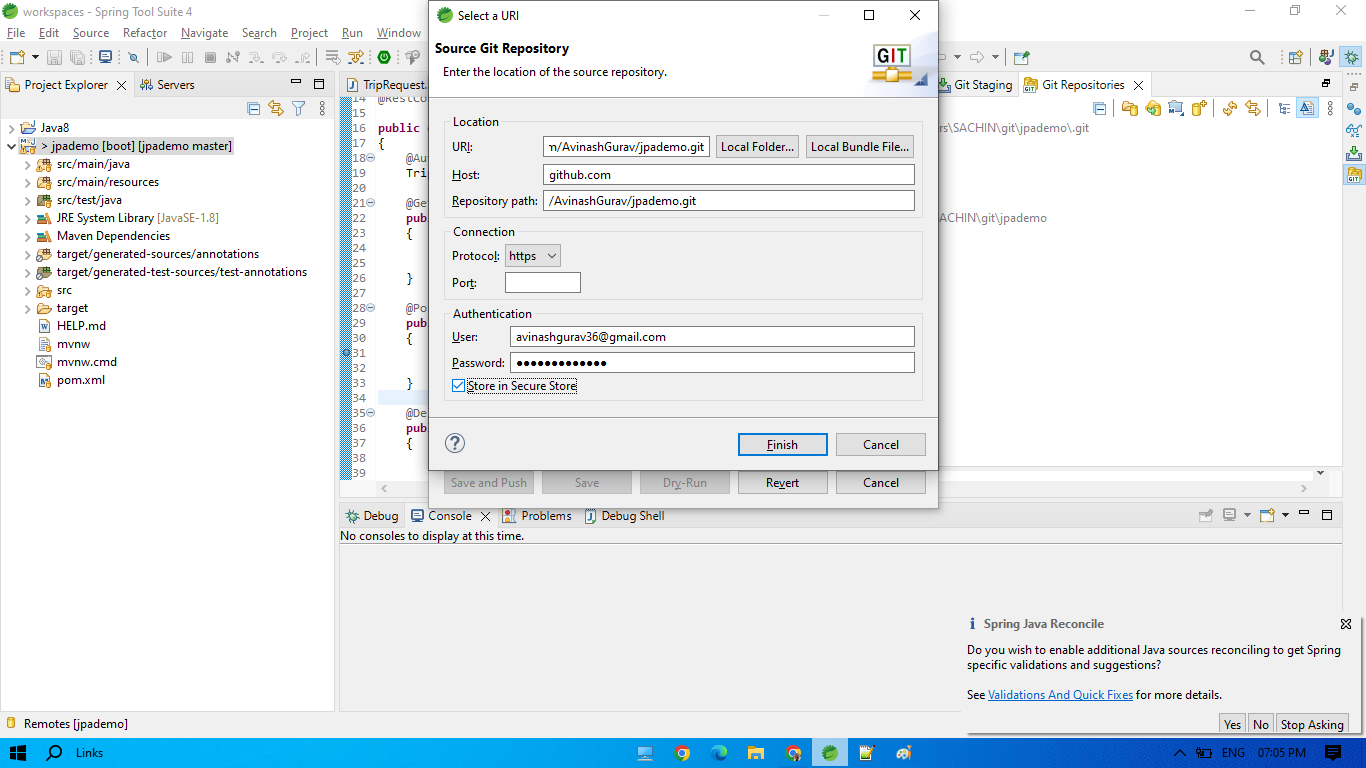 workspaces - Spring Tool Suite 4
File Edit Source Refactor Navigate Search Project Run Window
Project Explorer
Servers
Java8
> jpademo [boot] [jpademo master]
src/main/java
src/main/resources
src/test/java
JRE System Library [JavaSE-1.8]
Maven Dependencies
target/generated-sources/annotations
target/generated-test-sources/test-annotations
src
target
HELP.md
mvnw
mvnw.cmd
pom.xml
TripRequest.
14 @RestCo
15
16 public
17 {
18 @Au
19 Tri
20
21 @Ge
22 pub
23 {
24
25
26 }
27
28 @Po
29 pub
30 {
31
32
33 }
34
35 @De
36 pub
37 {
38
39
Select a URI
Source Git Repository
Enter the location of the source repository.
GIT
Location
URI: n/AvinashGurav/jpademo.git Local Folder... Local Bundle File...
Host: github.com
Repository path: /AvinashGurav/jpademo.git
Connection
Protocol: https
Port:
Authentication
User: avinashgurav36@gmail.com
Password: ●●●●●●●●●●●●●
Store in Secure Store
Finish Cancel
Save and Push Save Dry-Run Revert Cancel
Git Staging
Git Repositories
rs\SACHIN\git\jpademo\.git
SACHIN\git\jpademo
Debug
Console
Problems
Debug Shell
No consoles to display at this time.
Spring Java Reconcile
Do you wish to enable additional Java sources reconciling to get Spring
specific validations and suggestions?
See Validations And Quick Fixes for more details.
Yes No Stop Asking
Remotes [jpademo]
Links
ENG 07:05 PM